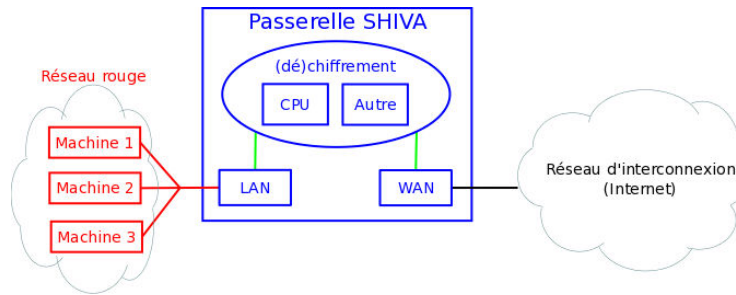 Passerelle SHIVA
(dé)chiffrement
CPU
Autre
LAN
WAN
Réseau rouge
Machine 1
Machine 2
Machine 3
Réseau d'interconnexion
(Internet)